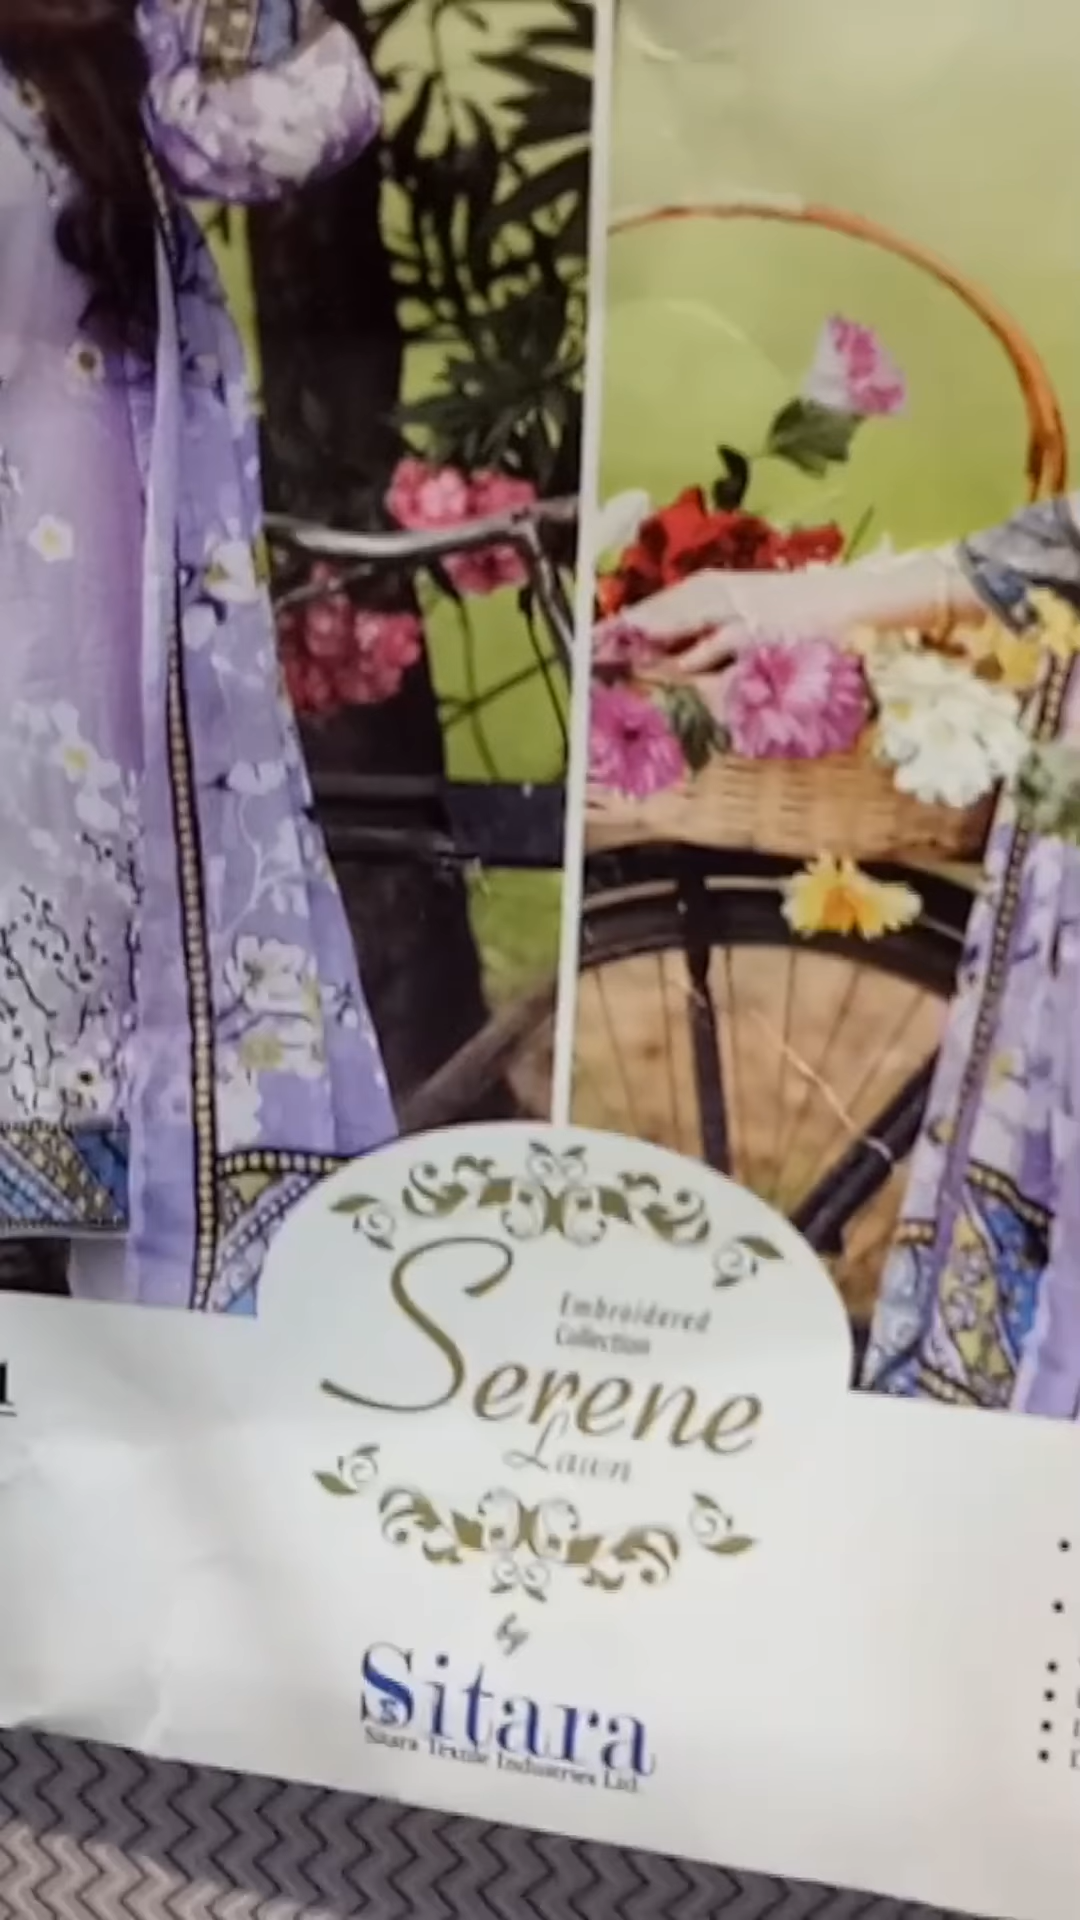 Embroidered
Collection
Serene
Lawn
by
Sitara
Sitara Textile Industries Ltd.